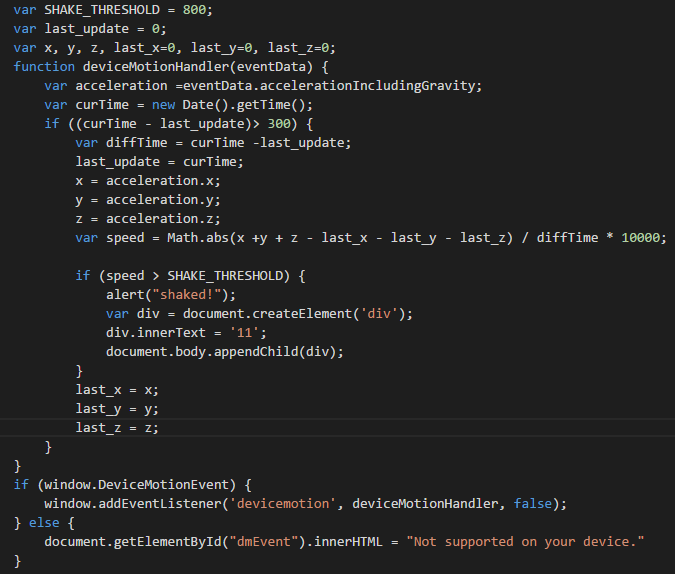 var SHAKE_THRESHOLD = 800;
var last_update = 0;
var x, y, z, last_x=0, last_y=0, last_z=0;
function deviceMotionHandler(eventData) {
    var acceleration =eventData.accelerationIncludingGravity;
    var curTime = new Date().getTime();
    if ((curTime - last_update)> 300) {
        var diffTime = curTime -last_update;
        last_update = curTime;
        x = acceleration.x;
        y = acceleration.y;
        z = acceleration.z;
        var speed = Math.abs(x +y + z - last_x - last_y - last_z) / diffTime * 10000;

        if (speed > SHAKE_THRESHOLD) {
            alert("shaked!");
            var div = document.createElement('div');
            div.innerText = '11';
            document.body.appendChild(div);
        }
        last_x = x;
        last_y = y;
        last_z = z;
    }
}
if (window.DeviceMotionEvent) {
    window.addEventListener('devicemotion', deviceMotionHandler, false);
} else {
    document.getElementById("dmEvent").innerHTML = "Not supported on your device."
}